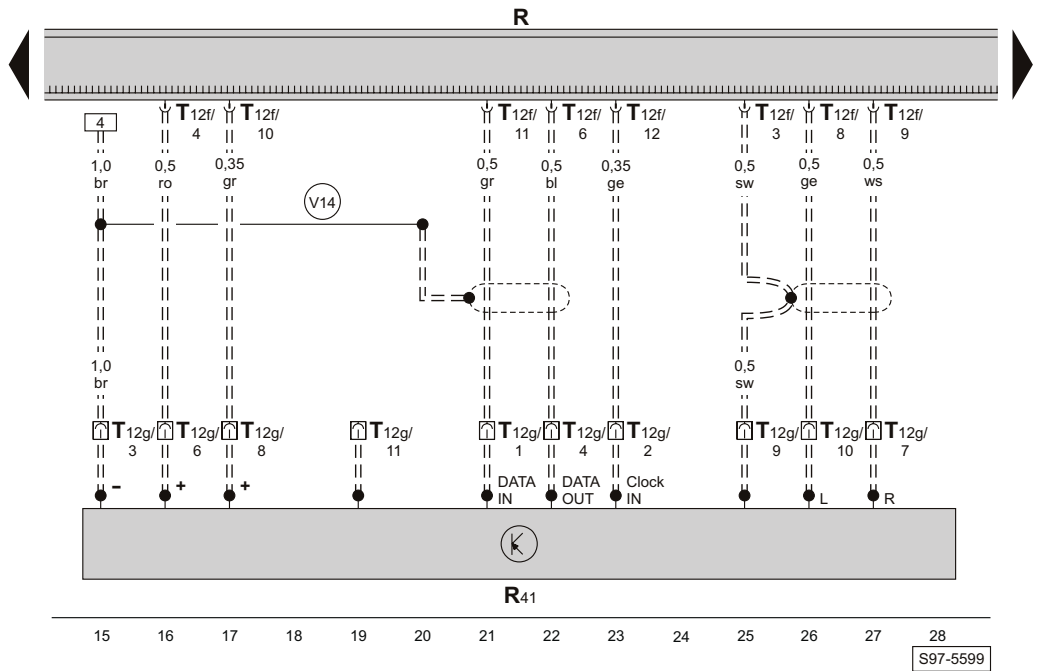 R
T12f/ T12f/ T12f/ T12f/ T12f/ T12f/ T12f/ T12f/
4 10 11 6 12 3 8 9
4
1,0 0,5 0,35 0,5 0,5 0,35 0,5 0,5 0,5
br ro gr gr bl ge sw ge ws
V14
1,0 0,5
br sw
T12g/ T12g/ T12g/ T12g/ T12g/ T12g/ T12g/ T12g/ T12g/ T12g/
3 6 8 11 1 4 2 9 10 7
- + + DATA DATA Clock
IN OUT IN L R
R41
15 16 17 18 19 20 21 22 23 24 25 26 27 28
S97-5599